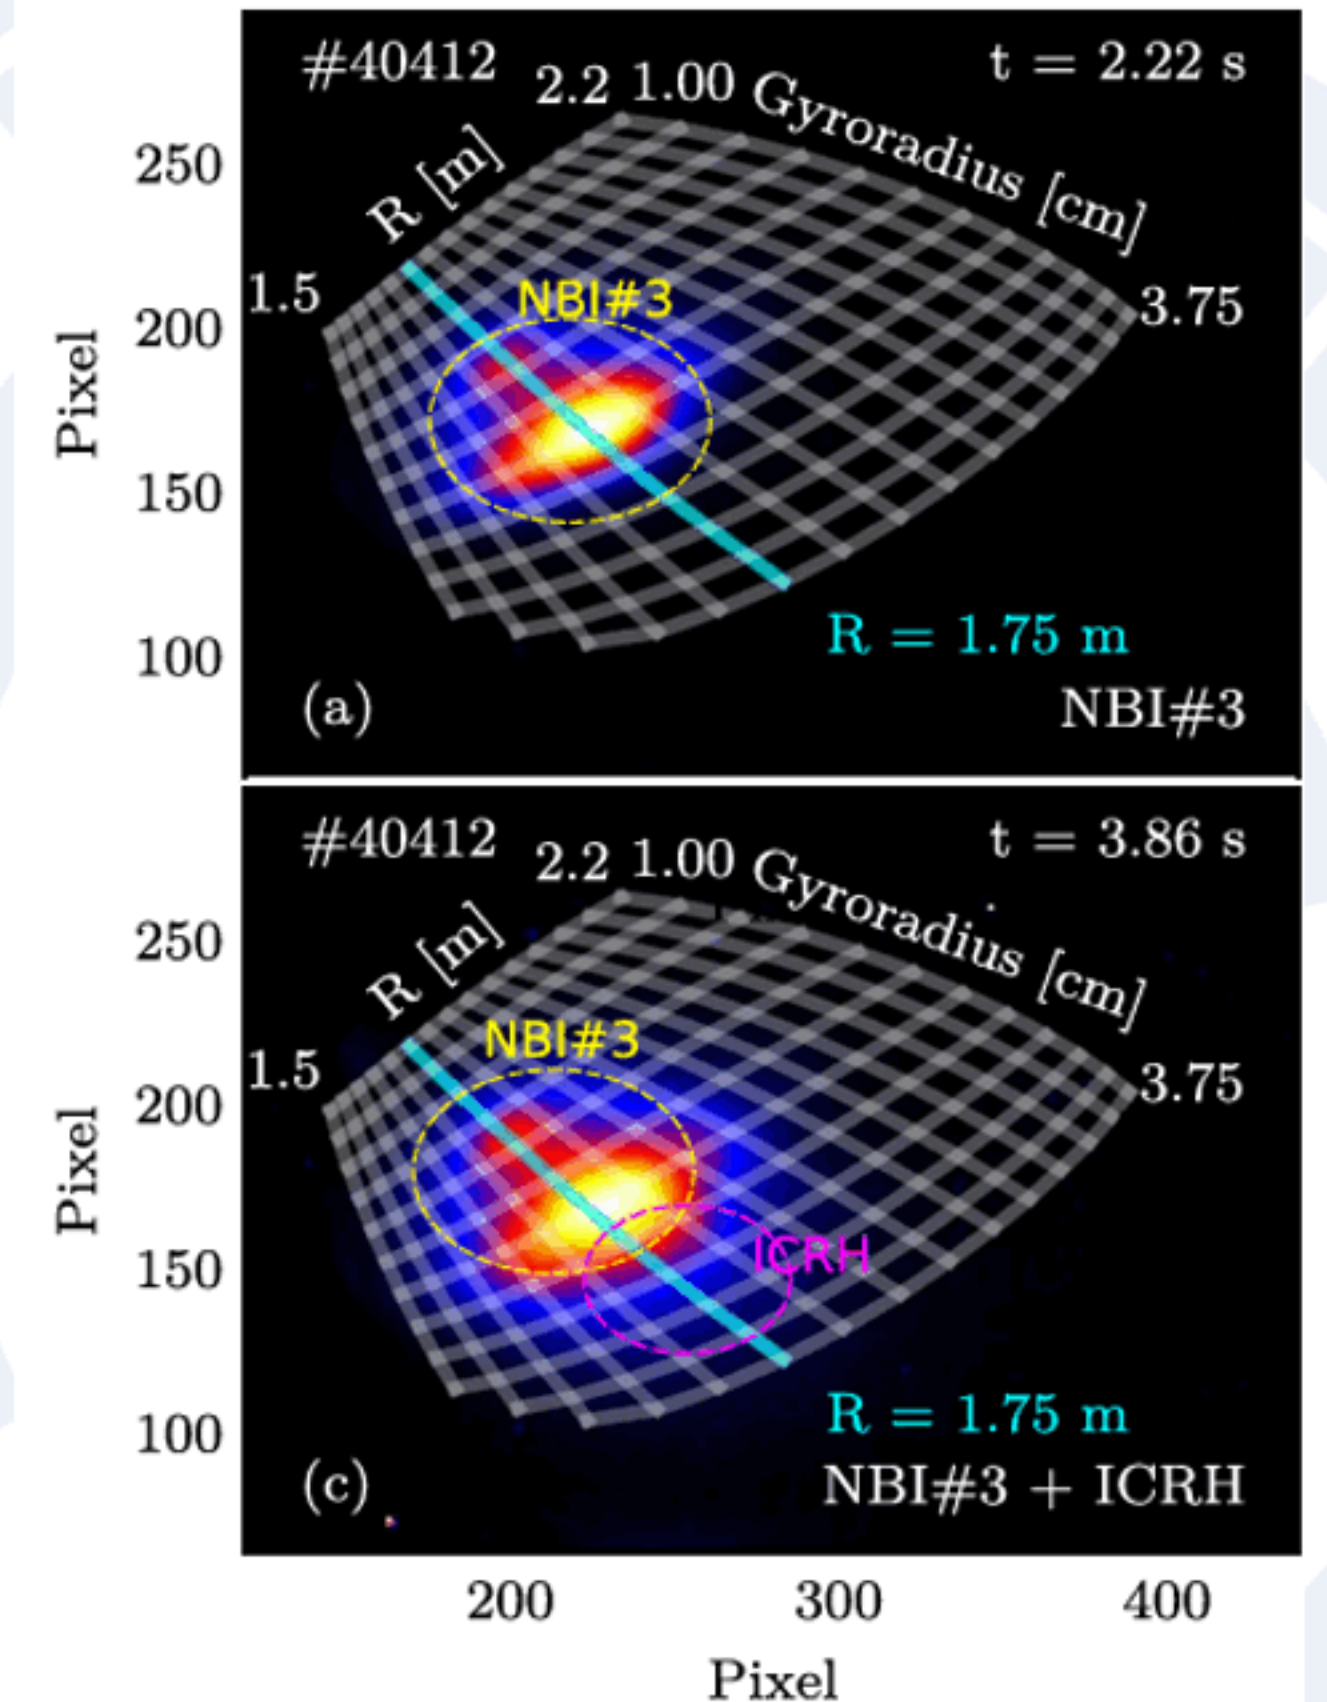 #40412
t = 2.22 s
2.2 1.00 Gyroradius [cm]
R [m]
1.5
3.75
NBI#3
250
200
150
100
Pixel
R = 1.75 m
(a)
NBI#3
#40412
t = 3.86 s
2.2 1.00 Gyroradius [cm]
R [m]
1.5
3.75
NBI#3
ICRH
250
200
150
100
Pixel
R = 1.75 m
(c)
NBI#3 + ICRH
200 300 400
Pixel